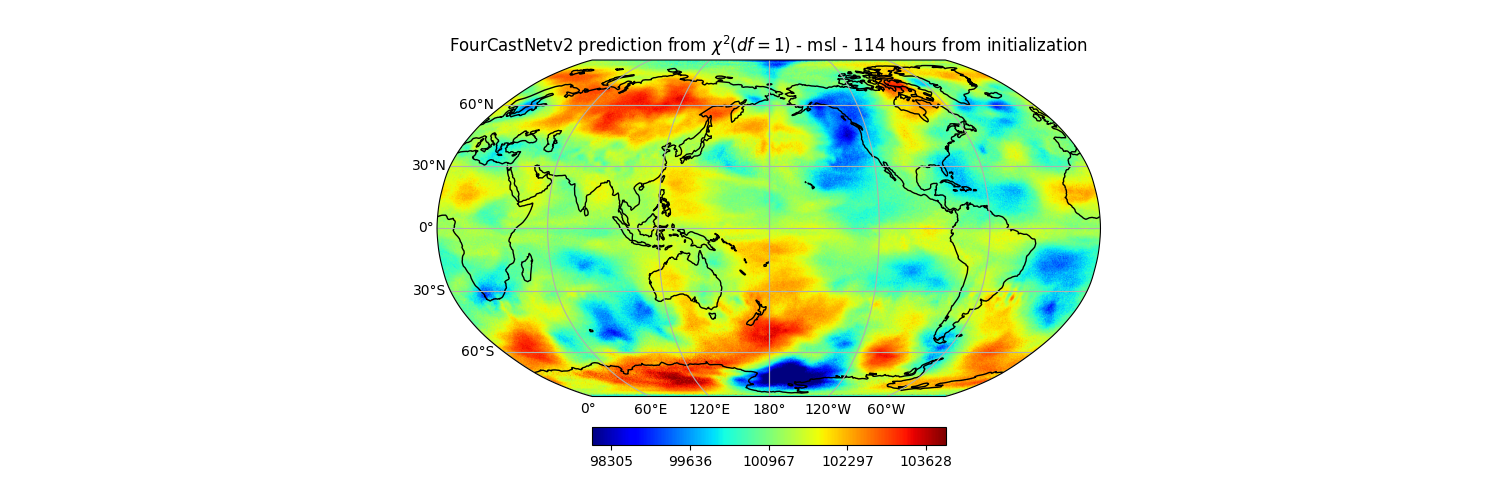 FourCastNetv2 prediction from χ²(df = 1) - msl - 114 hours from initialization
60°N
30°N
0°
30°S
60°S
0° 60°E 120°E 180° 120°W 60°W
98305 99636 100967 102297 103628